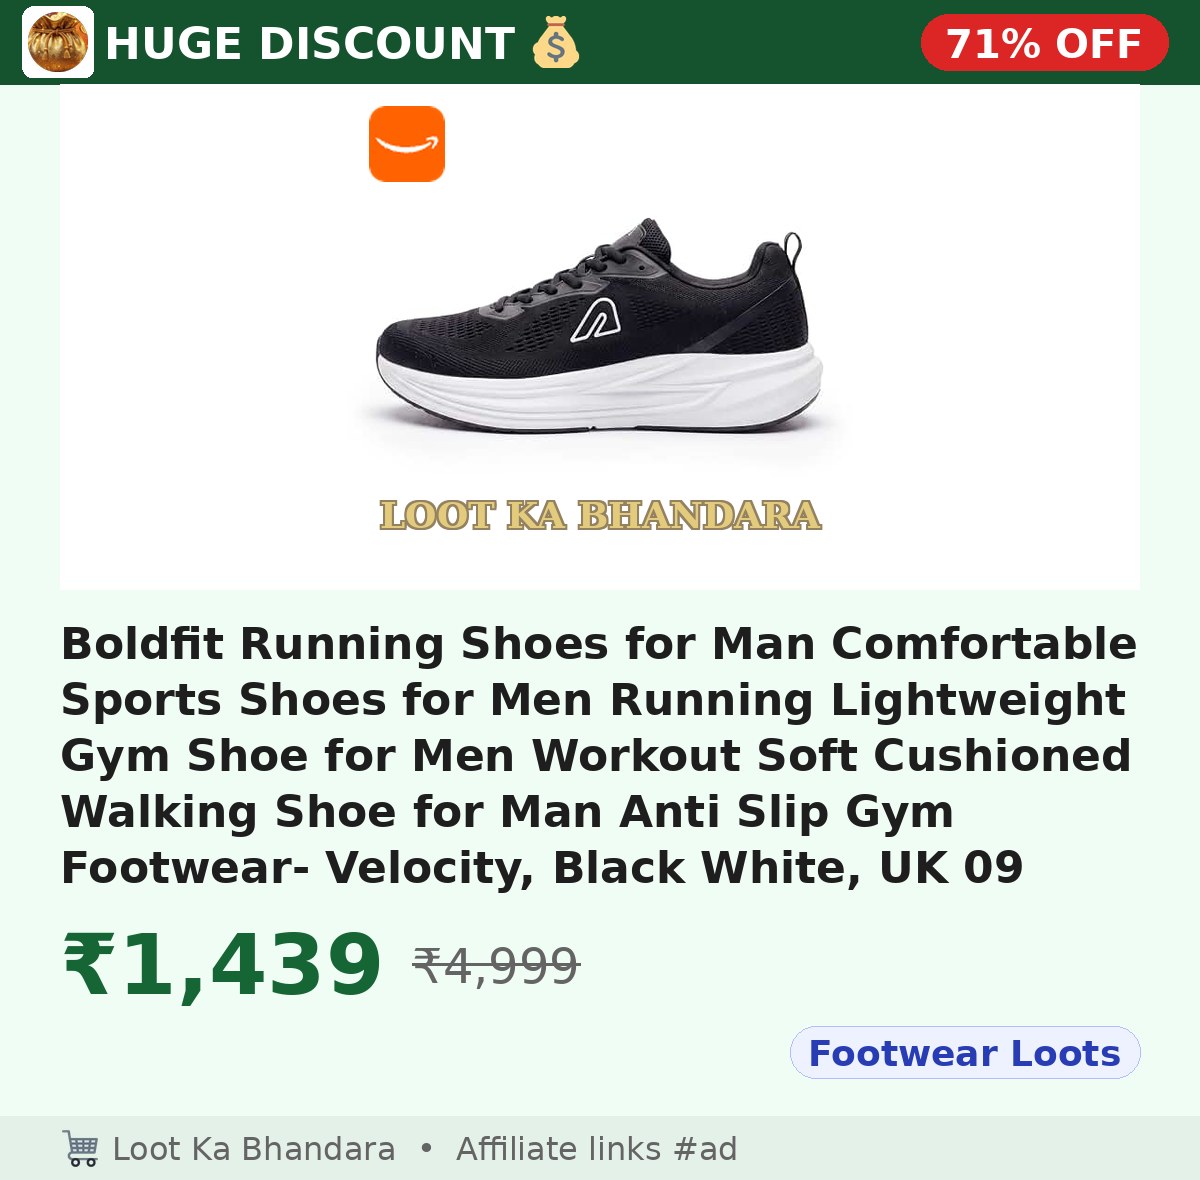 HUGE DISCOUNT
71% OFF
LOOT KA BHANDARA
Boldfit Running Shoes for Man Comfortable
Sports Shoes for Men Running Lightweight
Gym Shoe for Men Workout Soft Cushioned
Walking Shoe for Man Anti Slip Gym
Footwear- Velocity, Black White, UK 09
₹1,439 ₹4,999
Footwear Loots
Loot Ka Bhandara • Affiliate links #ad